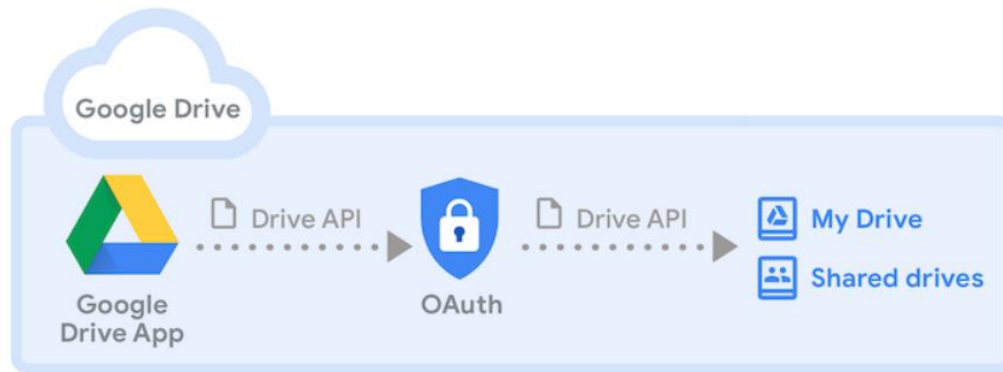 Google Drive
Drive API
Drive API
My Drive
Shared drives
Google
Drive App
OAuth